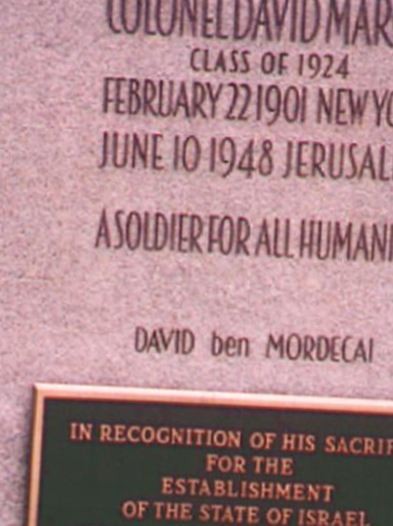 COLONEL DAVID MAR
CLASS OF 1924
FEBRUARY 22 1901 NEW YO
JUNE 10 1948 JERUSAL
A SOLDIER FOR ALL HUMANI
DAVID ben MORDECAI
IN RECOGNITION OF HIS SACRIF
FOR THE
ESTABLISHMENT
OF THE STATE OF ISRAEL